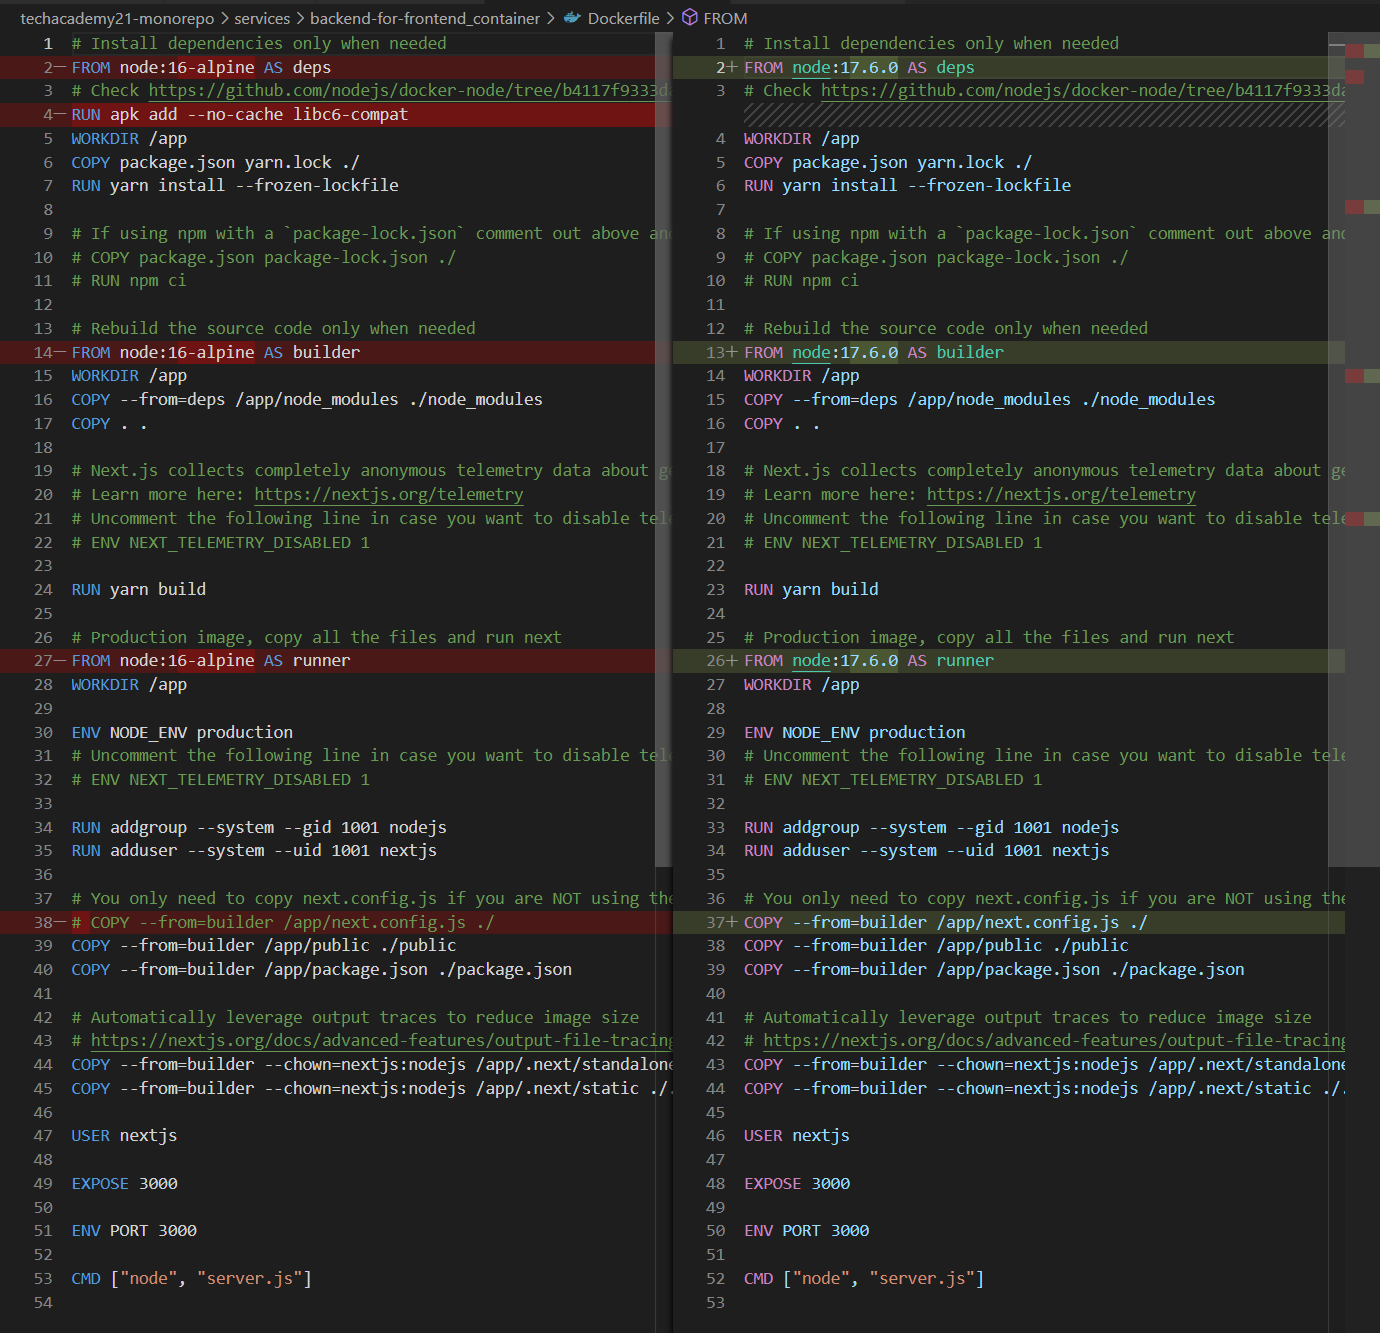 techacademy21-monorepo > services > backend-for-frontend_container > Dockerfile > FROM
1 # Install dependencies only when needed
2— FROM node:16-alpine AS deps
3 # Check https://github.com/nodejs/docker-node/tree/b4117f9333da
4— RUN apk add --no-cache libc6-compat
5 WORKDIR /app
6 COPY package.json yarn.lock ./
7 RUN yarn install --frozen-lockfile
8
9 # If using npm with a `package-lock.json` comment out above and
10 # COPY package.json package-lock.json ./
11 # RUN npm ci
12
13 # Rebuild the source code only when needed
14— FROM node:16-alpine AS builder
15 WORKDIR /app
16 COPY --from=deps /app/node_modules ./node_modules
17 COPY . .
18
19 # Next.js collects completely anonymous telemetry data about ge
20 # Learn more here: https://nextjs.org/telemetry
21 # Uncomment the following line in case you want to disable tele
22 # ENV NEXT_TELEMETRY_DISABLED 1
23
24 RUN yarn build
25
26 # Production image, copy all the files and run next
27— FROM node:16-alpine AS runner
28 WORKDIR /app
29
30 ENV NODE_ENV production
31 # Uncomment the following line in case you want to disable tele
32 # ENV NEXT_TELEMETRY_DISABLED 1
33
34 RUN addgroup --system --gid 1001 nodejs
35 RUN adduser --system --uid 1001 nextjs
36
37 # You only need to copy next.config.js if you are NOT using the
38— # COPY --from=builder /app/next.config.js ./
39 COPY --from=builder /app/public ./public
40 COPY --from=builder /app/package.json ./package.json
41
42 # Automatically leverage output traces to reduce image size
43 # https://nextjs.org/docs/advanced-features/output-file-tracing
44 COPY --from=builder --chown=nextjs:nodejs /app/.next/standalone
45 COPY --from=builder --chown=nextjs:nodejs /app/.next/static ./.
46
47 USER nextjs
48
49 EXPOSE 3000
50
51 ENV PORT 3000
52
53 CMD ["node", "server.js"]
54
1 # Install dependencies only when needed
2+ FROM node:17.6.0 AS deps
3 # Check https://github.com/nodejs/docker-node/tree/b4117f9333da
4 WORKDIR /app
5 COPY package.json yarn.lock ./
6 RUN yarn install --frozen-lockfile
7
8 # If using npm with a `package-lock.json` comment out above and
9 # COPY package.json package-lock.json ./
10 # RUN npm ci
11
12 # Rebuild the source code only when needed
13+ FROM node:17.6.0 AS builder
14 WORKDIR /app
15 COPY --from=deps /app/node_modules ./node_modules
16 COPY . .
17
18 # Next.js collects completely anonymous telemetry data about ge
19 # Learn more here: https://nextjs.org/telemetry
20 # Uncomment the following line in case you want to disable tele
21 # ENV NEXT_TELEMETRY_DISABLED 1
22
23 RUN yarn build
24
25 # Production image, copy all the files and run next
26+ FROM node:17.6.0 AS runner
27 WORKDIR /app
28
29 ENV NODE_ENV production
30 # Uncomment the following line in case you want to disable tele
31 # ENV NEXT_TELEMETRY_DISABLED 1
32
33 RUN addgroup --system --gid 1001 nodejs
34 RUN adduser --system --uid 1001 nextjs
35
36 # You only need to copy next.config.js if you are NOT using the
37+ COPY --from=builder /app/next.config.js ./
38 COPY --from=builder /app/public ./public
39 COPY --from=builder /app/package.json ./package.json
40
41 # Automatically leverage output traces to reduce image size
42 # https://nextjs.org/docs/advanced-features/output-file-tracing
43 COPY --from=builder --chown=nextjs:nodejs /app/.next/standalone
44 COPY --from=builder --chown=nextjs:nodejs /app/.next/static ./.
45
46 USER nextjs
47
48 EXPOSE 3000
49
50 ENV PORT 3000
51
52 CMD ["node", "server.js"]
53